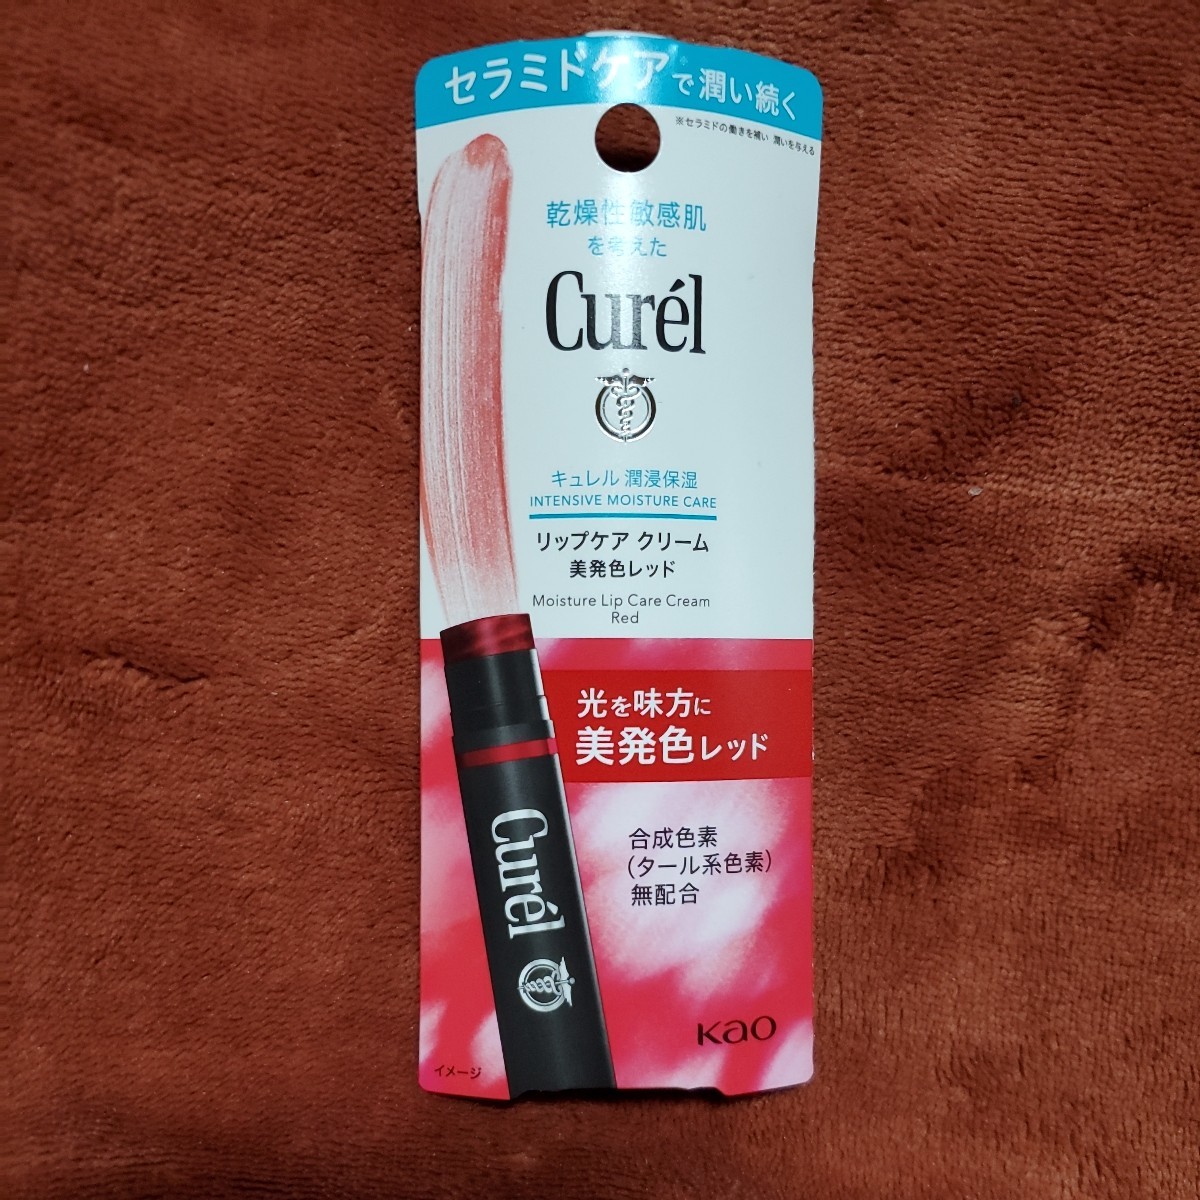 セラミドケア※で潤い続く
※セラミドの働きを補い 潤いを与える
乾燥性敏感肌
を考えた
Curél
キュレル 潤浸保湿
INTENSIVE MOISTURE CARE
リップケア クリーム
美発色レッド
Moisture Lip Care Cream
Red
光を味方に
美発色レッド
合成色素
(タール系色素)
無配合
Curél
Kao
イメージ